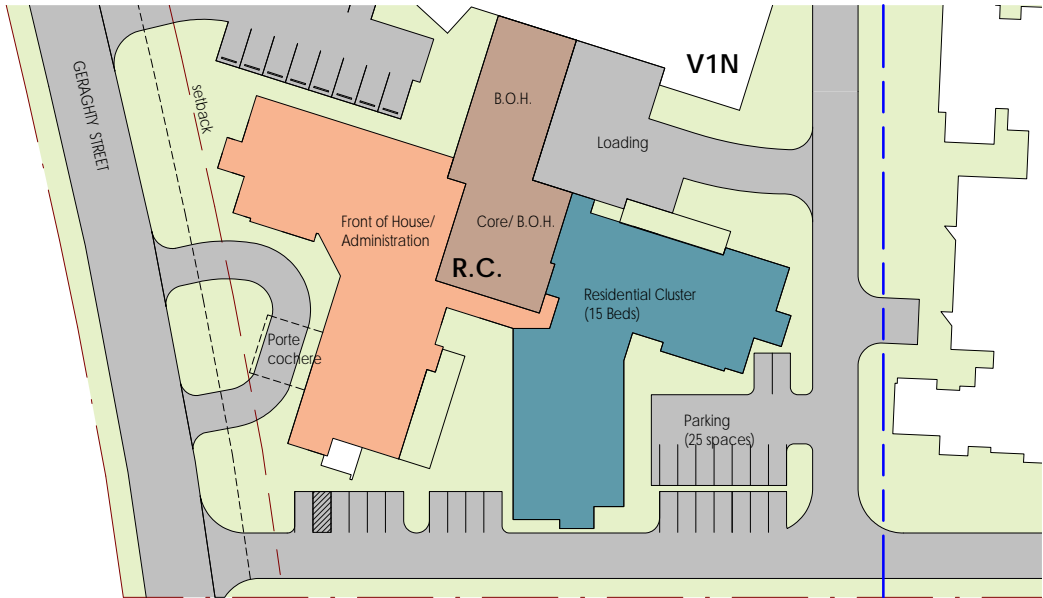 V1N
GERAGHTY STREET
setback
B.O.H.
Loading
Front of House/
Administration
Core/ B.O.H.
R.C.
Residential Cluster
(15 Beds)
Porte
cochere
Parking
(25 spaces)